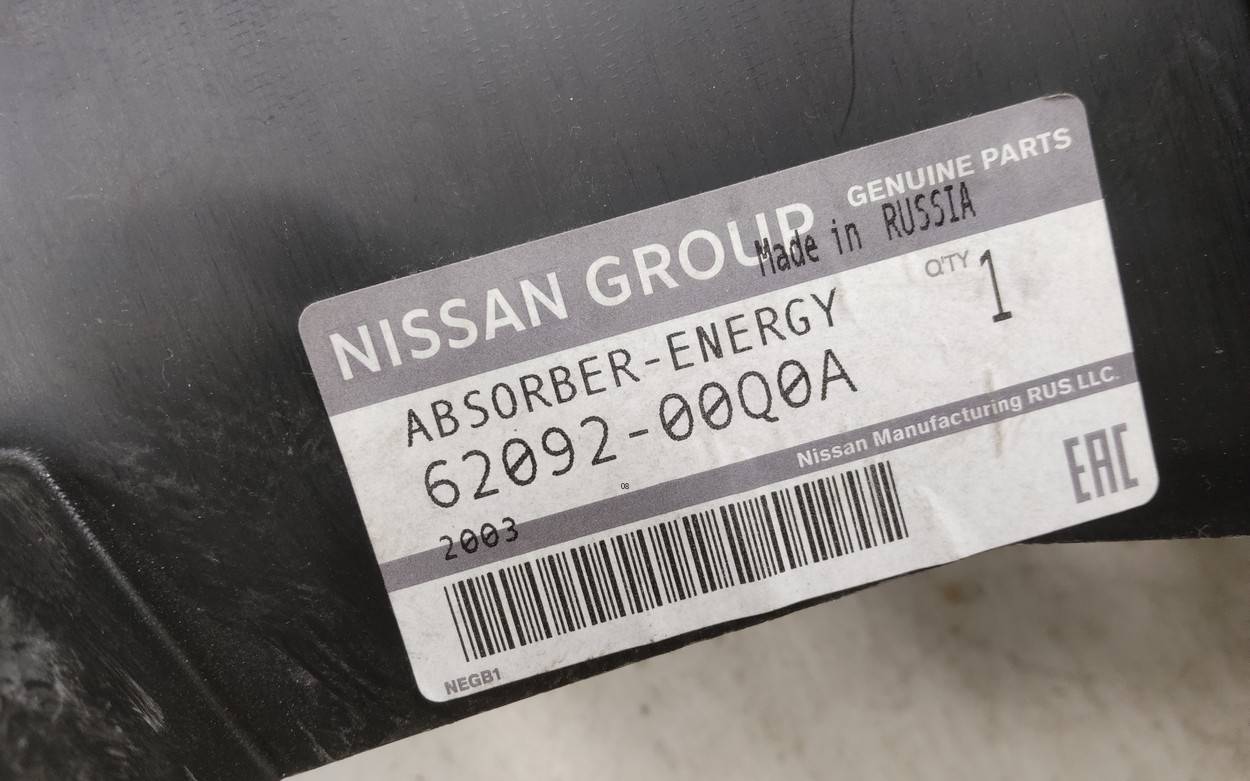 NISSAN GROUP
GENUINE PARTS
Made in RUSSIA
ABSORBER-ENERGY
Q'TY 1
62092-00Q0A
Nissan Manufacturing RUS LLC.
08
2003
EAC
NEGB1